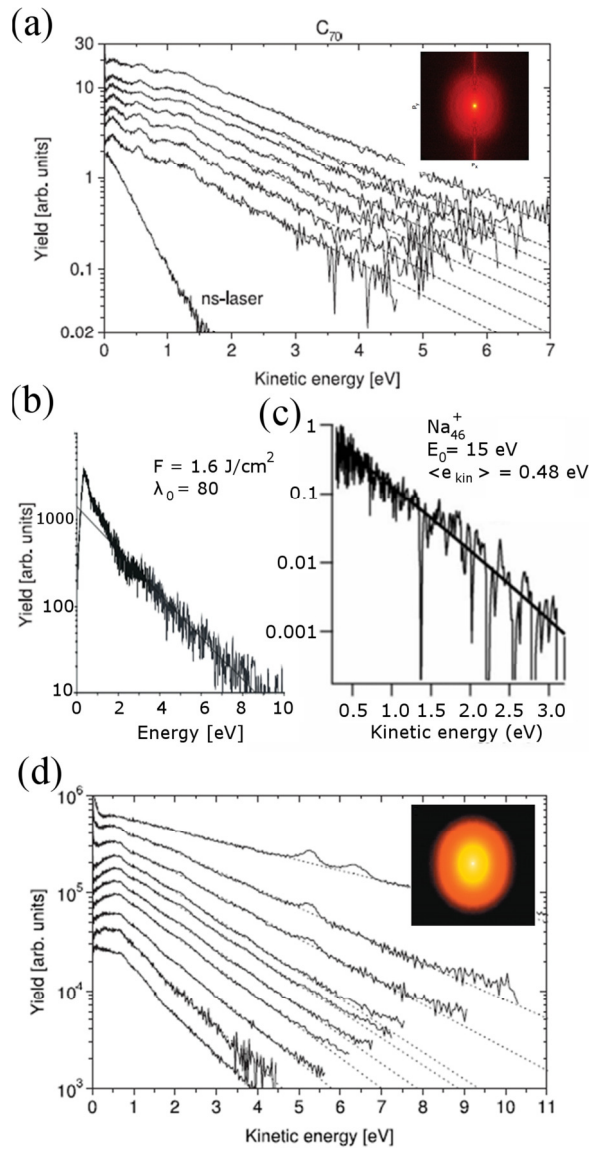 (a)
C70
30
10
1
0.1
0.02
Yield [arb. units]
ns-laser
0 1 2 3 4 5 6 7
Kinetic energy [eV]
(b)
F = 1.6 J/cm²
λ₀ = 80
1000
100
10
Yield [arb. units]
0 2 4 6 8 10
Energy [eV]
(c)
Na₄₆⁺
E₀= 15 eV
<e kin > = 0.48 eV
1
0.1
0.01
0.001
Yield [arb. units]
0.5 1.0 1.5 2.0 2.5 3.0
Kinetic energy (eV)
(d)
10⁶
10⁵
10⁴
10³
Yield [arb. units]
0 1 2 3 4 5 6 7 8 9 10 11
Kinetic energy [eV]